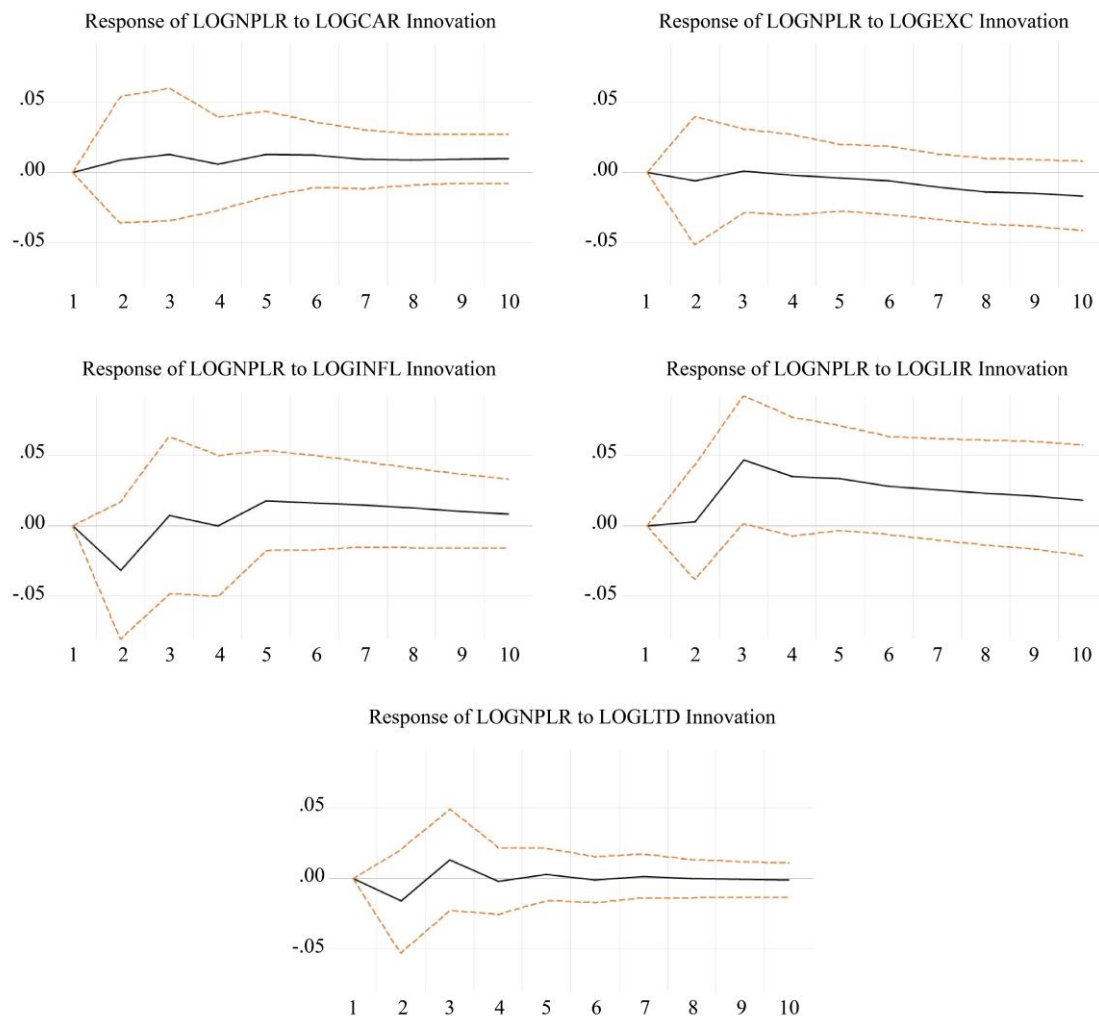 Response of LOGNPLR to LOGCAR Innovation
.05
.00
-.05
1 2 3 4 5 6 7 8 9 10
Response of LOGNPLR to LOGEXC Innovation
.05
.00
-.05
1 2 3 4 5 6 7 8 9 10
Response of LOGNPLR to LOGINFL Innovation
.05
.00
-.05
1 2 3 4 5 6 7 8 9 10
Response of LOGNPLR to LOGLIR Innovation
.05
.00
-.05
1 2 3 4 5 6 7 8 9 10
Response of LOGNPLR to LOGLTD Innovation
.05
.00
-.05
1 2 3 4 5 6 7 8 9 10